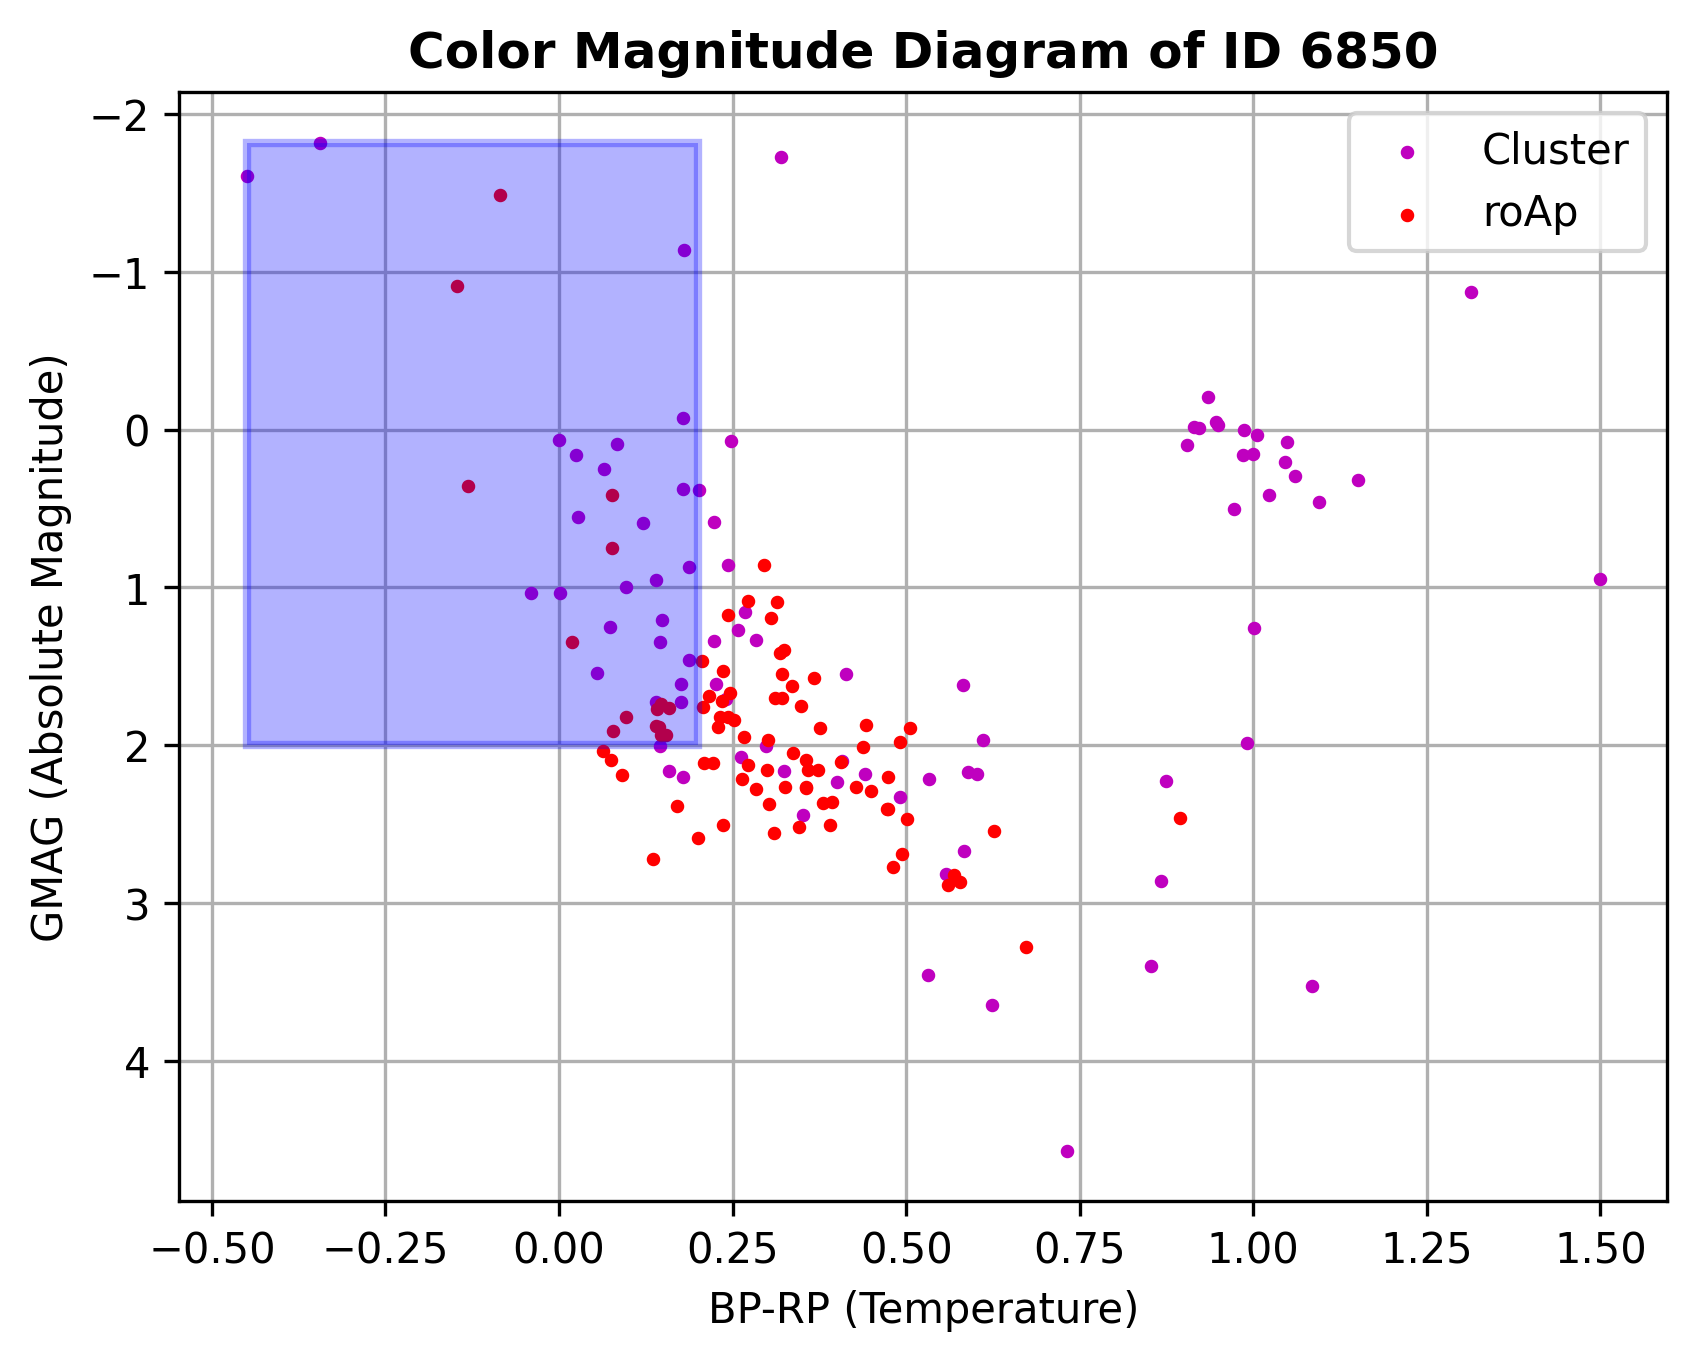 Color Magnitude Diagram of ID 6850
Cluster
roAp
GMAG (Absolute Magnitude)
−2
−1
0
1
2
3
4
−0.50 −0.25 0.00 0.25 0.50 0.75 1.00 1.25 1.50
BP-RP (Temperature)